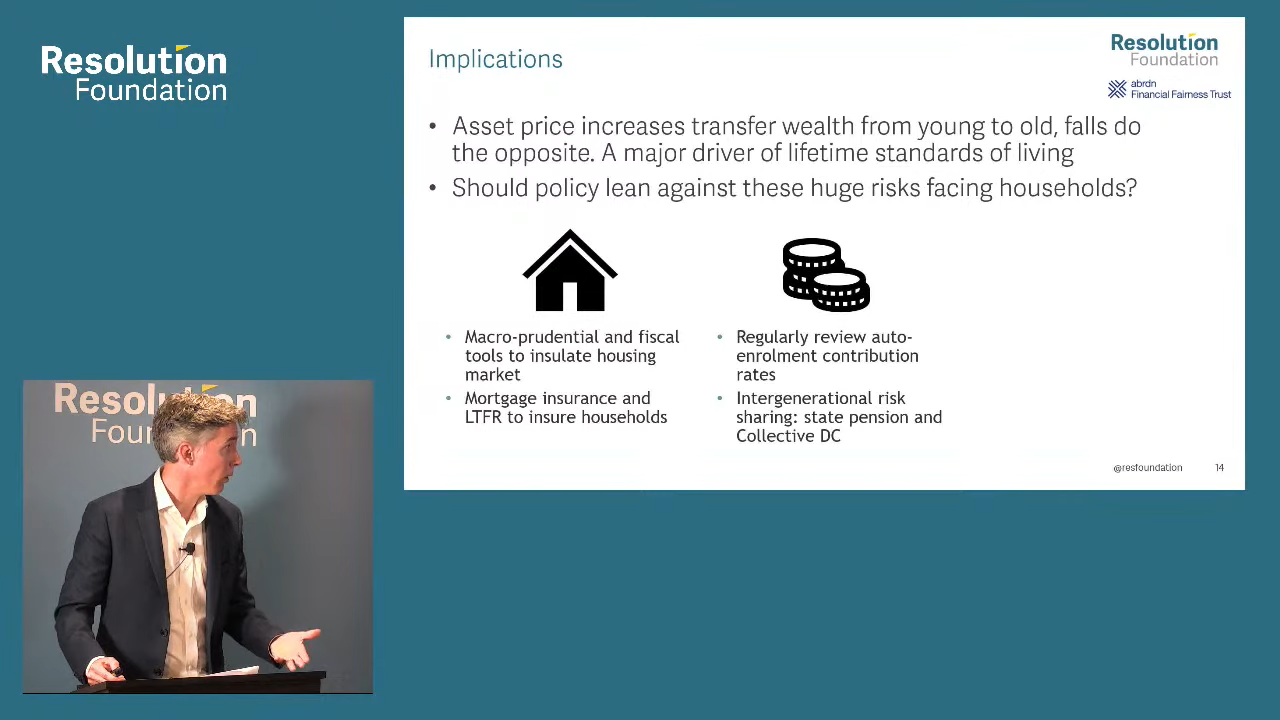 Resolution
Foundation
Implications
Resolution
Foundation
abrdn
Financial Fairness Trust
• Asset price increases transfer wealth from young to old, falls do
the opposite. A major driver of lifetime standards of living
• Should policy lean against these huge risks facing households?
• Macro-prudential and fiscal
tools to insulate housing
market
• Mortgage insurance and
LTFR to insure households
• Regularly review auto-
enrolment contribution
rates
• Intergenerational risk
sharing: state pension and
Collective DC
@resfoundation 14
Resolution
Foundation